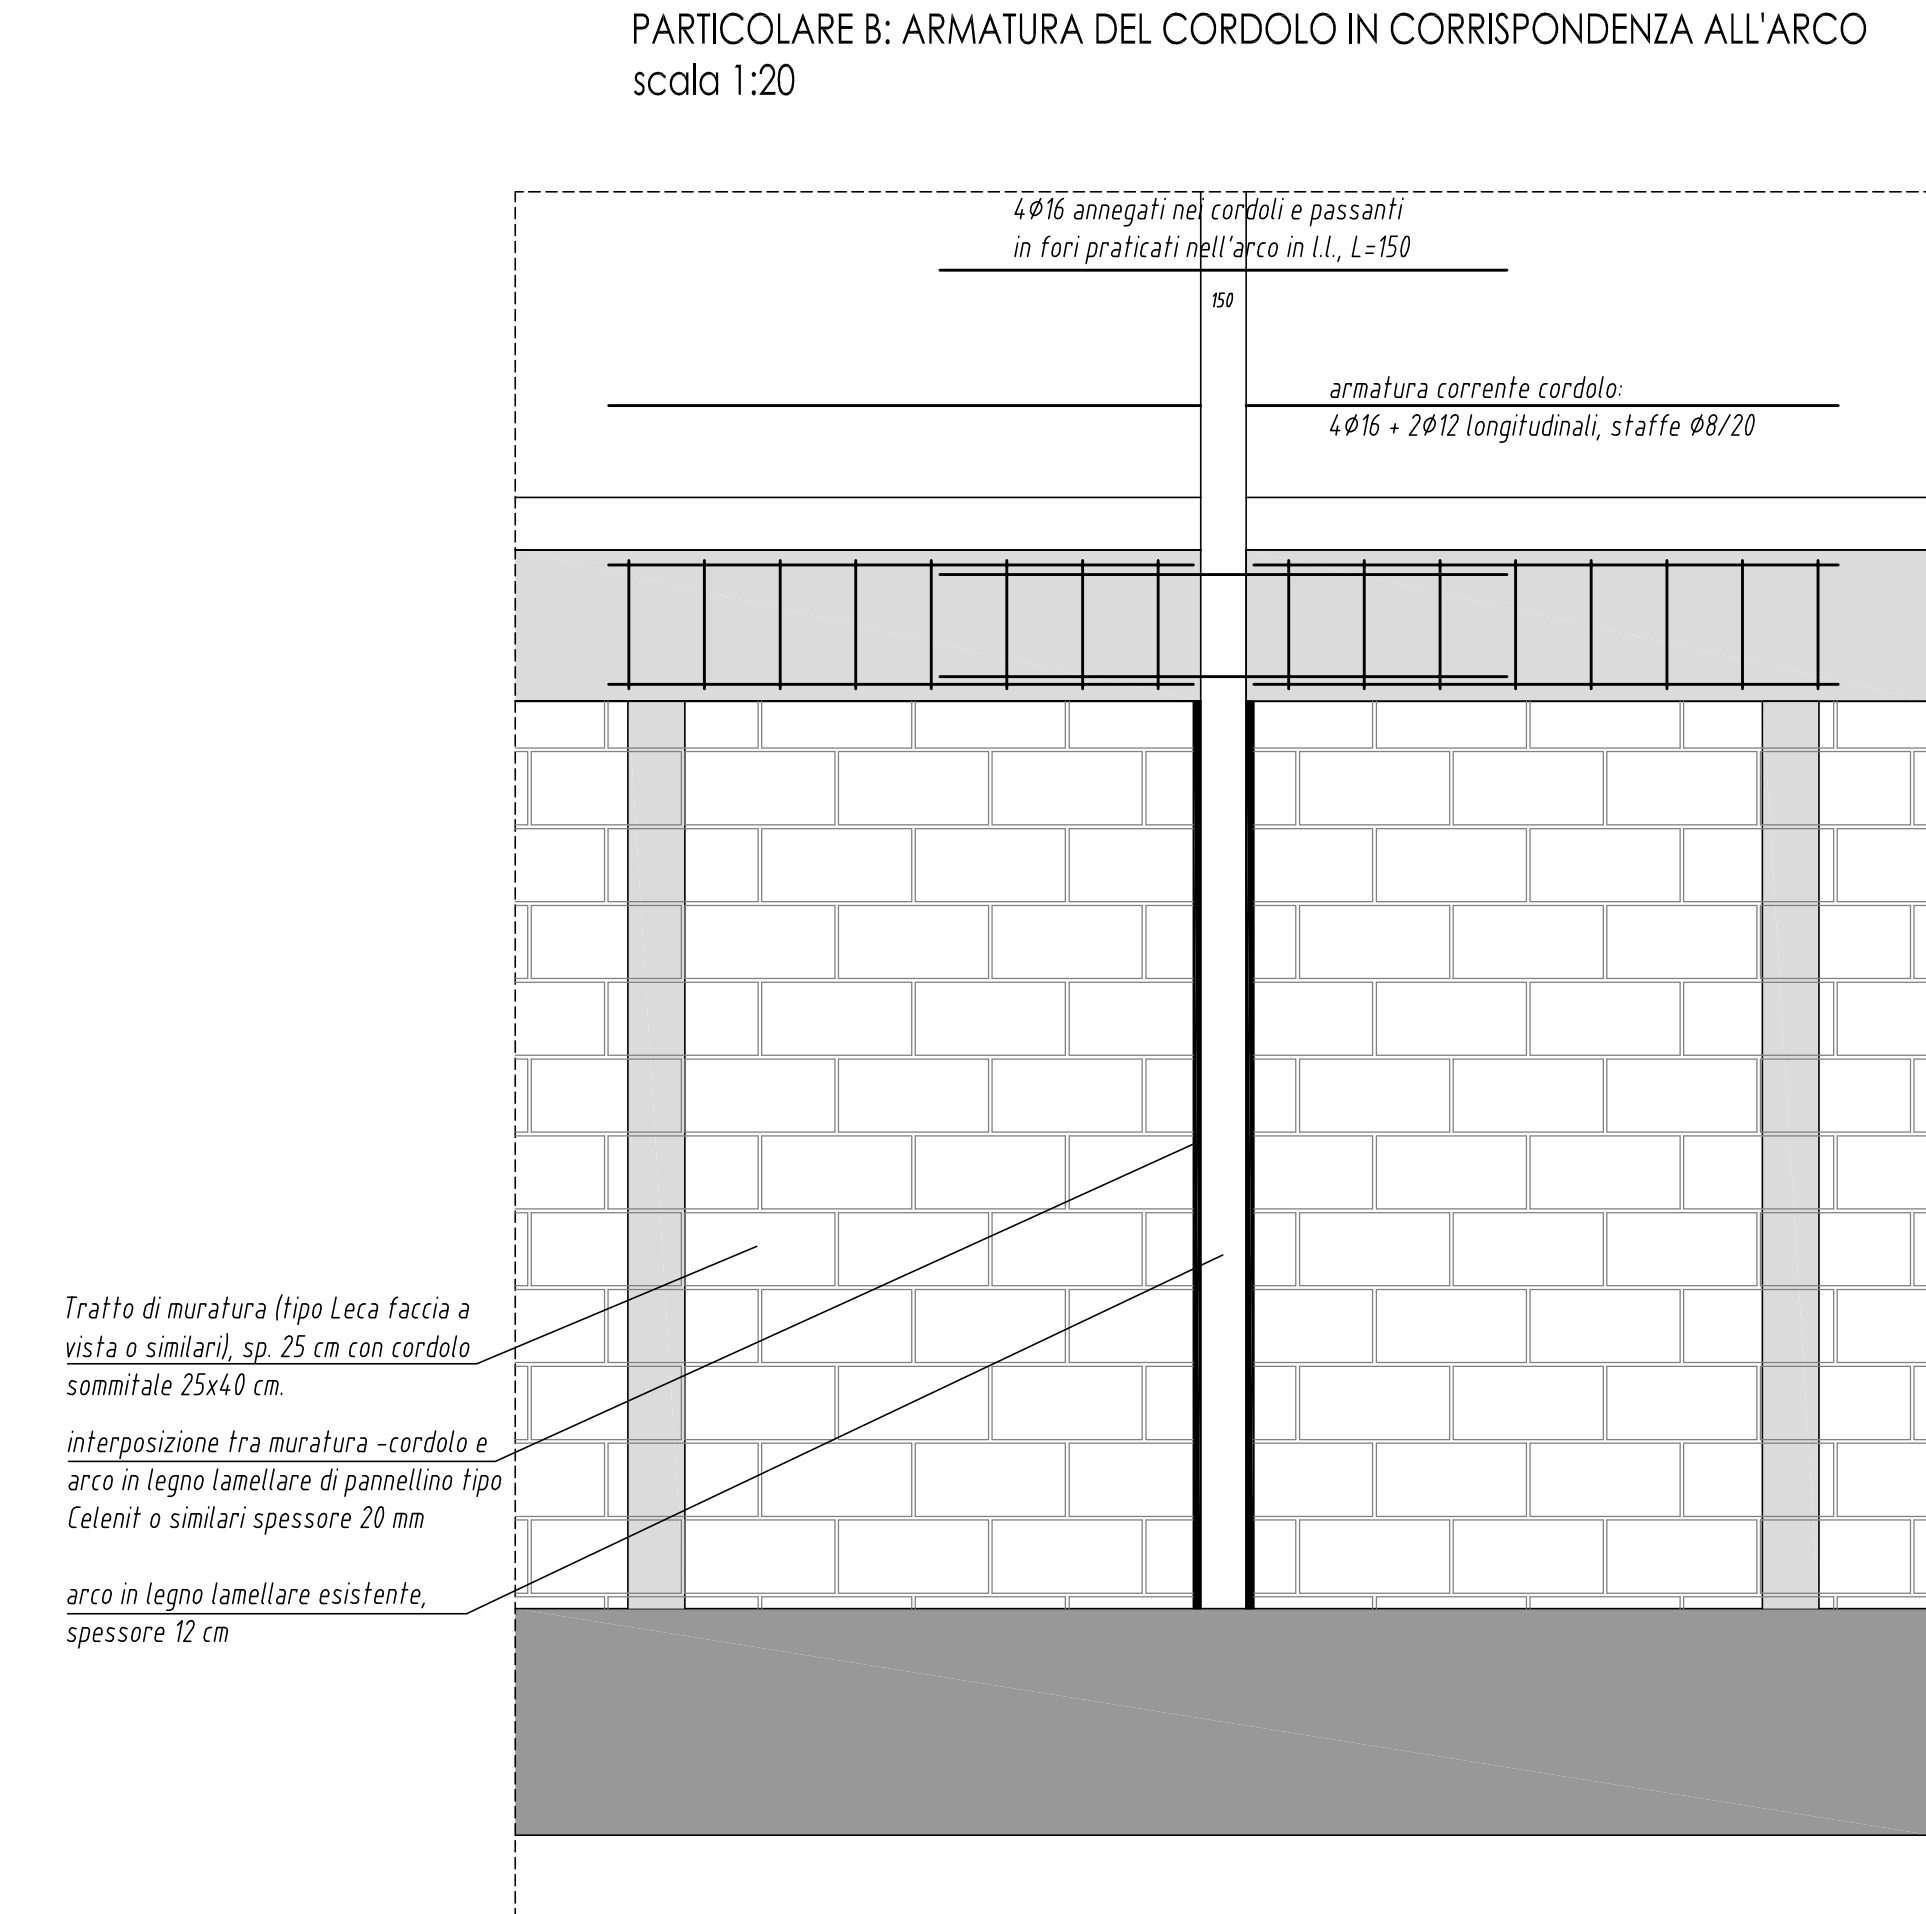 PARTICOLARE B: ARMATURA DEL CORDOLO IN CORRISPONDENZA ALL'ARCO
scala 1:20
4Ø16 annegati nei cordoli e passanti
in fori praticati nell'arco in l.l., L=150
150
armatura corrente cordolo:
4Ø16 + 2Ø12 longitudinali, staffe Ø8/20
Tratto di muratura (tipo Leca faccia a
vista o similari), sp. 25 cm con cordolo
sommitale 25x40 cm.
interposizione tra muratura -cordolo e
arco in legno lamellare di pannellino tipo
Celenit o similari spessore 20 mm
arco in legno lamellare esistente,
spessore 12 cm